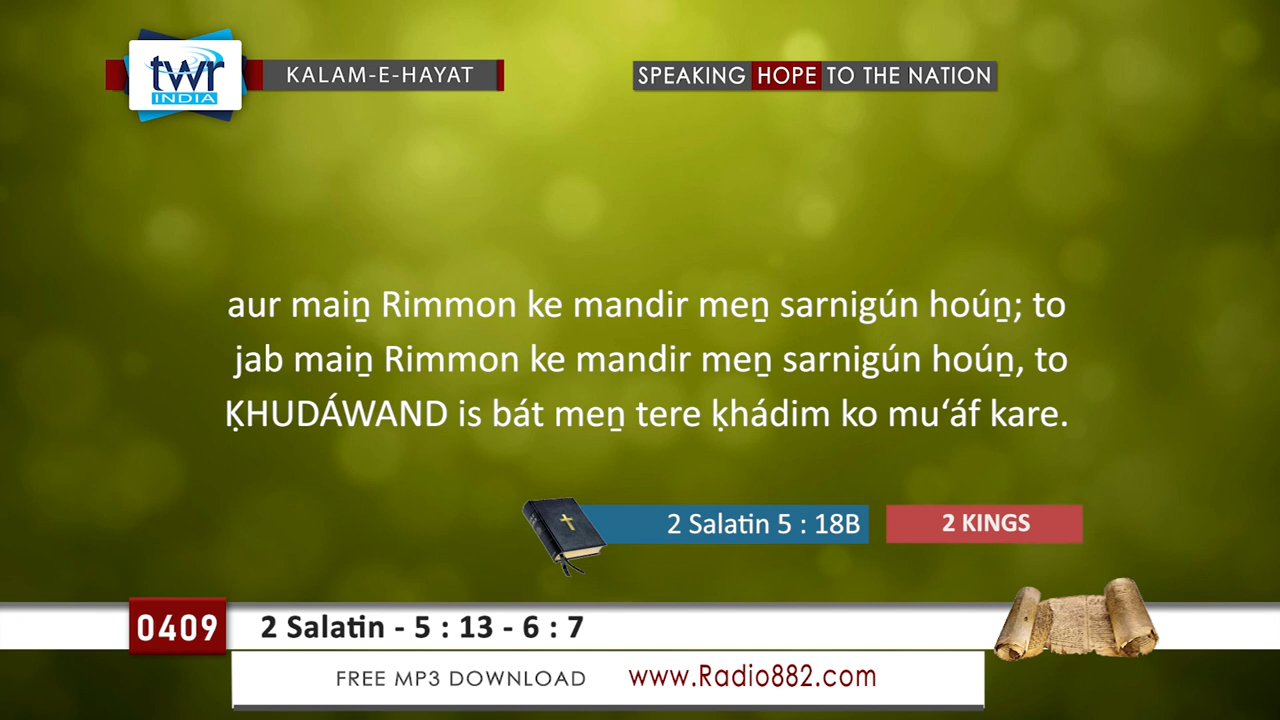 twr
INDIA
KALAM-E-HAYAT
SPEAKING HOPE TO THE NATION
aur maiṉ Rimmon ke mandir meṉ sarnigún hoúṉ; to
jab maiṉ Rimmon ke mandir meṉ sarnigún hoúṉ, to
ḲHUDÁWAND is bát meṉ tere ḳhádim ko mu‘áf kare.
2 Salatin 5 : 18B
2 KINGS
0409
2 Salatin - 5 : 13 - 6 : 7
FREE MP3 DOWNLOAD
www.Radio882.com